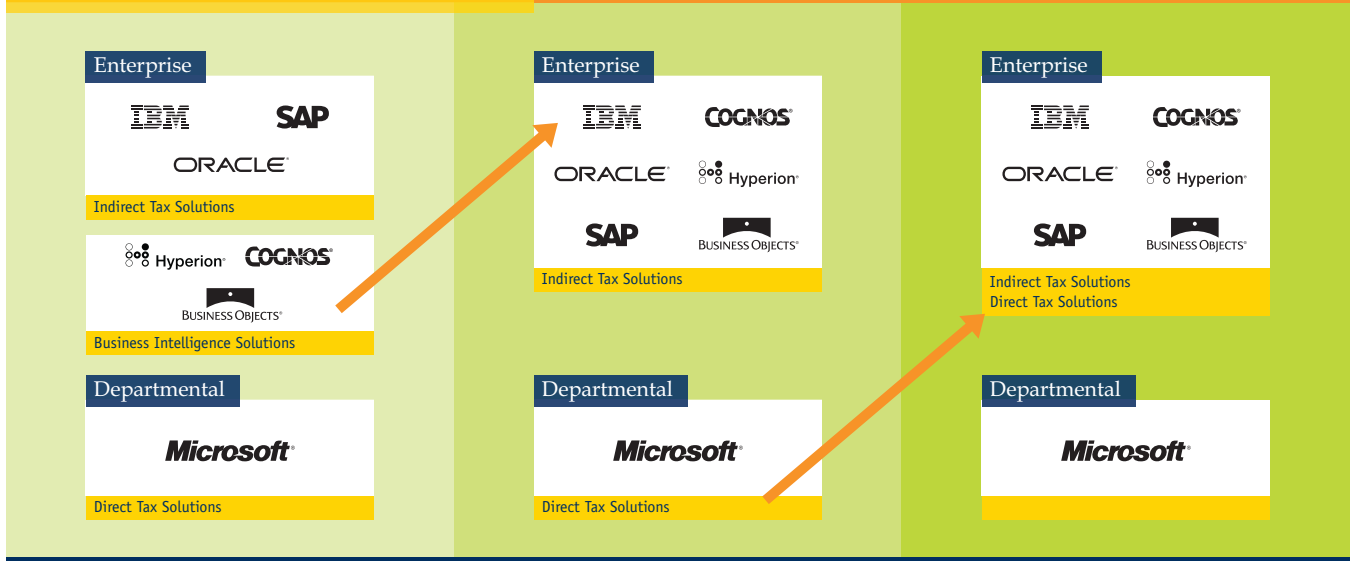 Enterprise
IBM SAP
ORACLE®
Indirect Tax Solutions
Hyperion® COGNOS®
BUSINESS OBJECTS®
Business Intelligence Solutions
Departmental
Microsoft®
Direct Tax Solutions
Enterprise
IBM COGNOS®
ORACLE® Hyperion®
SAP BUSINESS OBJECTS®
Indirect Tax Solutions
Departmental
Microsoft®
Direct Tax Solutions
Enterprise
IBM COGNOS®
ORACLE® Hyperion®
SAP BUSINESS OBJECTS®
Indirect Tax Solutions
Direct Tax Solutions
Departmental
Microsoft®